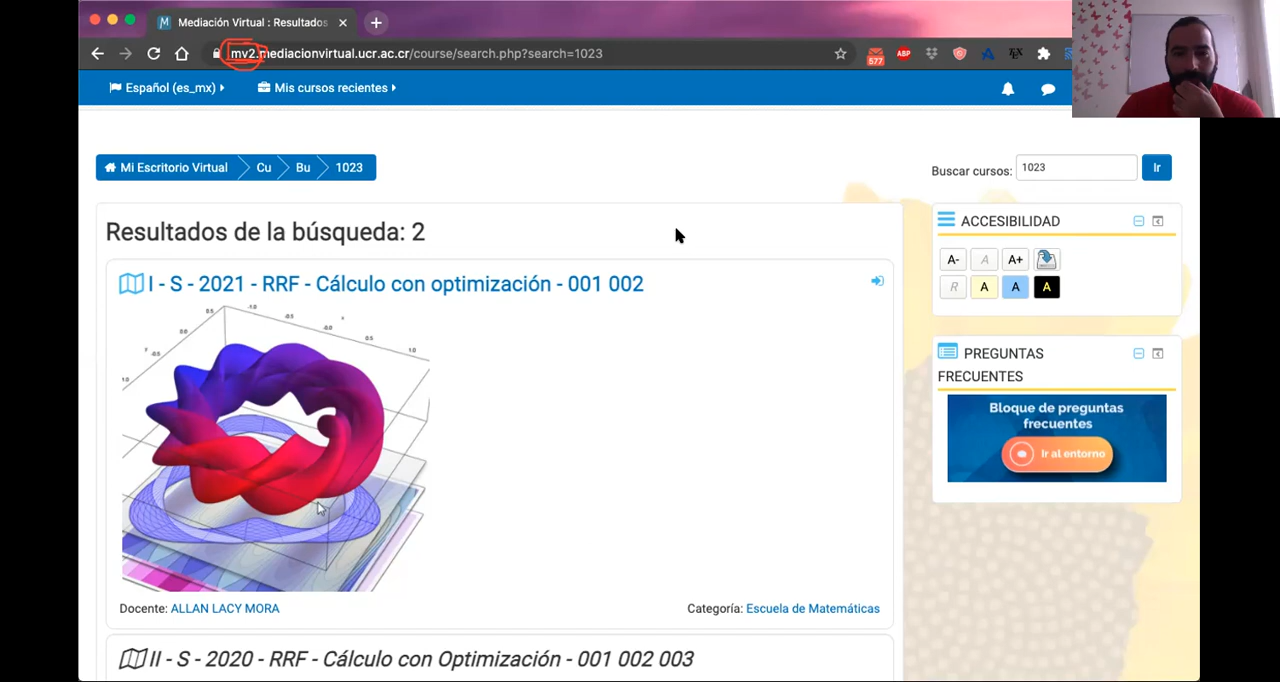 Mediación Virtual : Resultados
mv2.mediacionvirtual.ucr.ac.cr/course/search.php?search=1023
577
ABP
Español (es_mx)
Mis cursos recientes
Mi Escritorio Virtual
Cu
Bu
1023
Buscar cursos:
1023
Ir
Resultados de la búsqueda: 2
I - S - 2021 - RRF - Cálculo con optimización - 001 002
Docente: ALLAN LACY MORA
Categoría: Escuela de Matemáticas
II - S - 2020 - RRF - Cálculo con Optimización - 001 002 003
ACCESIBILIDAD
A-
A
A+
R
A
A
A
PREGUNTAS
FRECUENTES
Bloque de preguntas
frecuentes
Ir al entorno